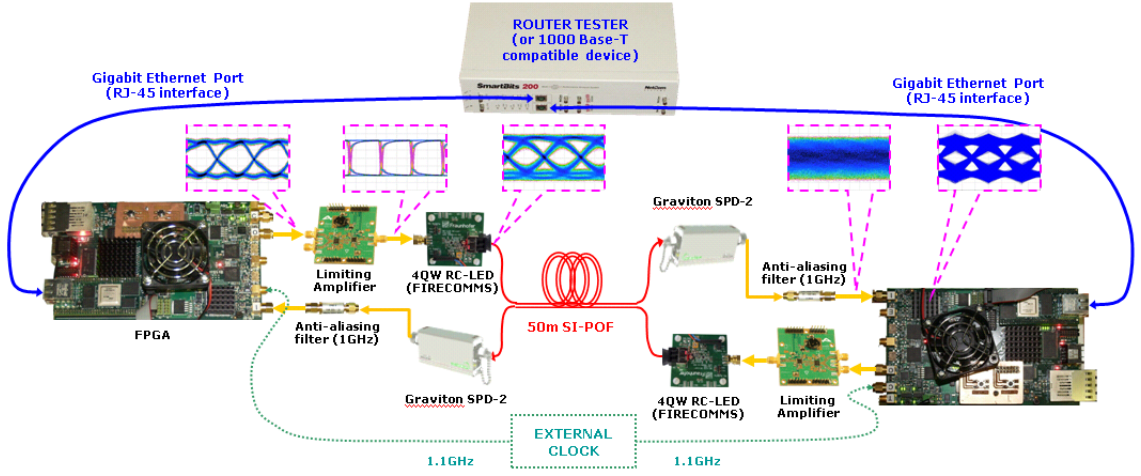 ROUTER TESTER
(or 1000 Base-T
compatible device)
SmartBits 200
NetCom
Gigabit Ethernet Port
(RJ-45 interface)
Gigabit Ethernet Port
(RJ-45 interface)
Graviton SPD-2
Limiting
Amplifier
4QW RC-LED
(FIRECOMMS)
Anti-aliasing
filter (1GHz)
FPGA
Anti-aliasing
filter (1GHz)
50m SI-POF
Graviton SPD-2
4QW RC-LED
(FIRECOMMS)
Limiting
Amplifier
EXTERNAL
CLOCK
1.1GHz
1.1GHz